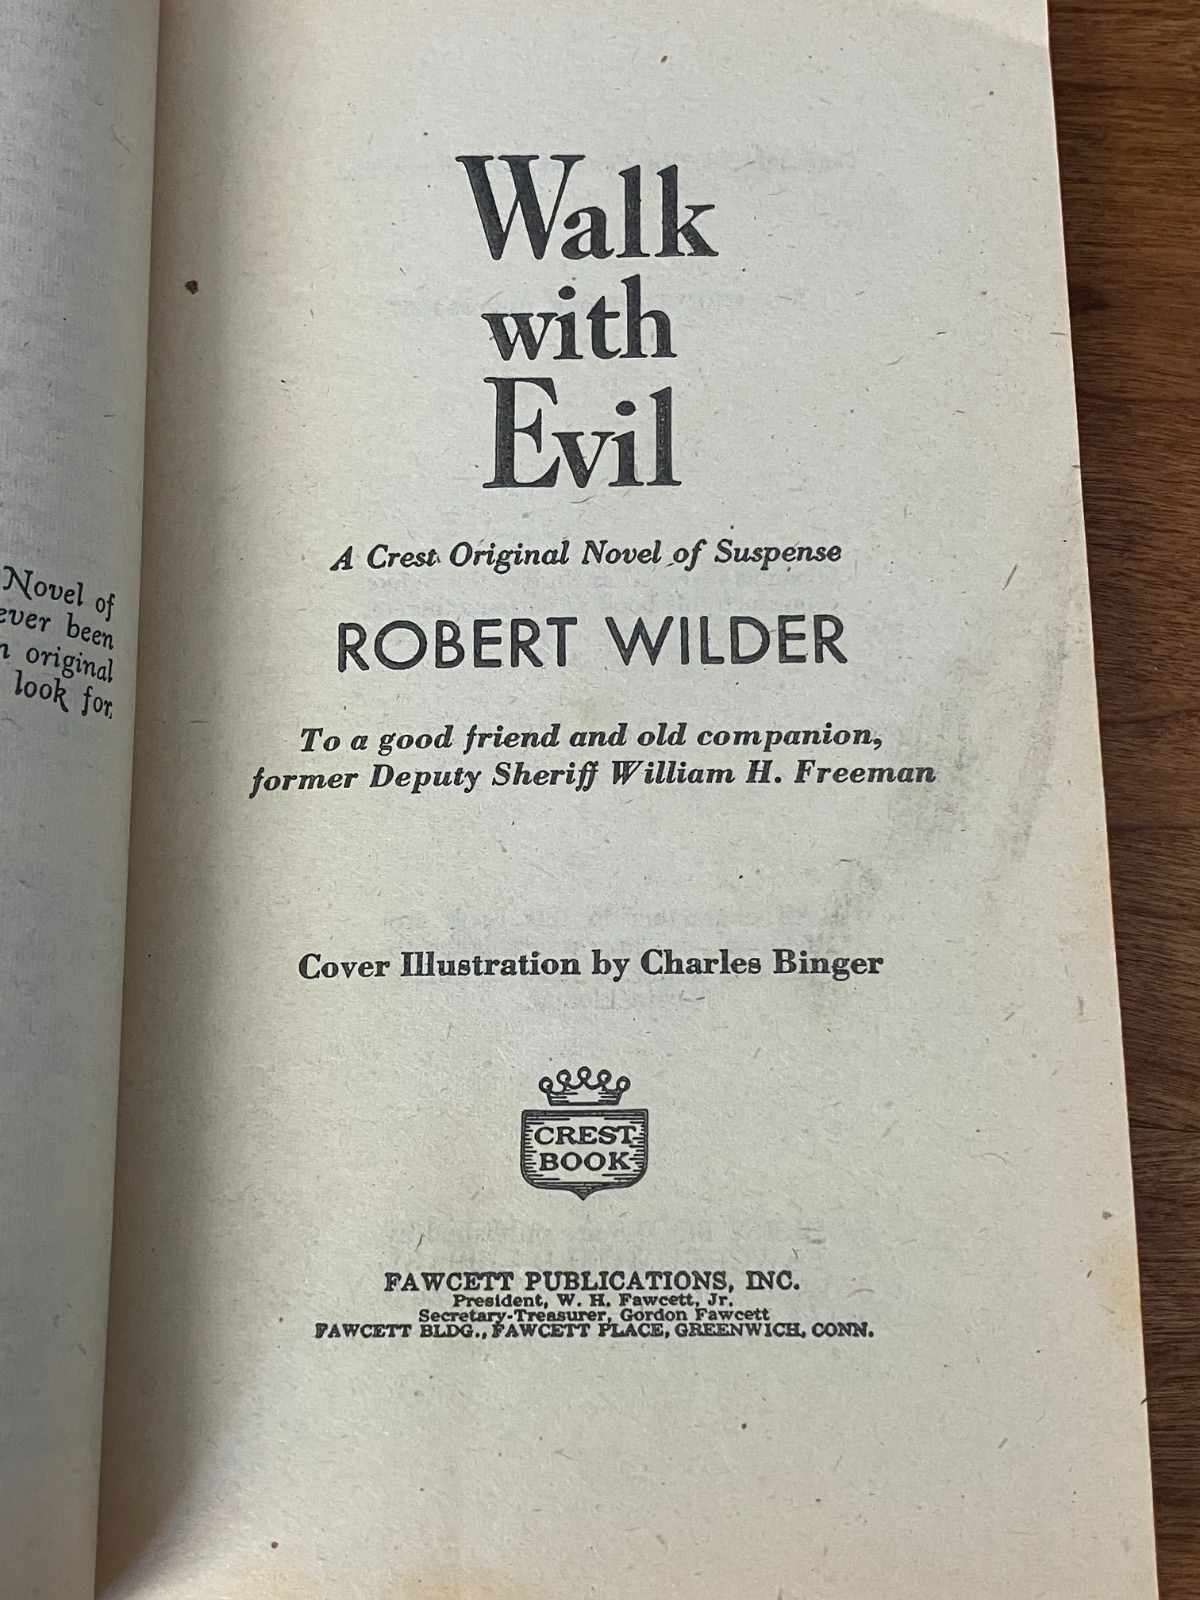 Novel of
ever been
original
look for
Walk
with
Evil
A Crest Original Novel of Suspense
ROBERT WILDER
To a good friend and old companion,
former Deputy Sheriff William H. Freeman
Cover Illustration by Charles Binger
CREST
BOOK
FAWCETT PUBLICATIONS, INC.
President, W. H. Fawcett, Jr.
Secretary-Treasurer, Gordon Fawcett
FAWCETT BLDG., FAWCETT PLACE, GREENWICH, CONN.